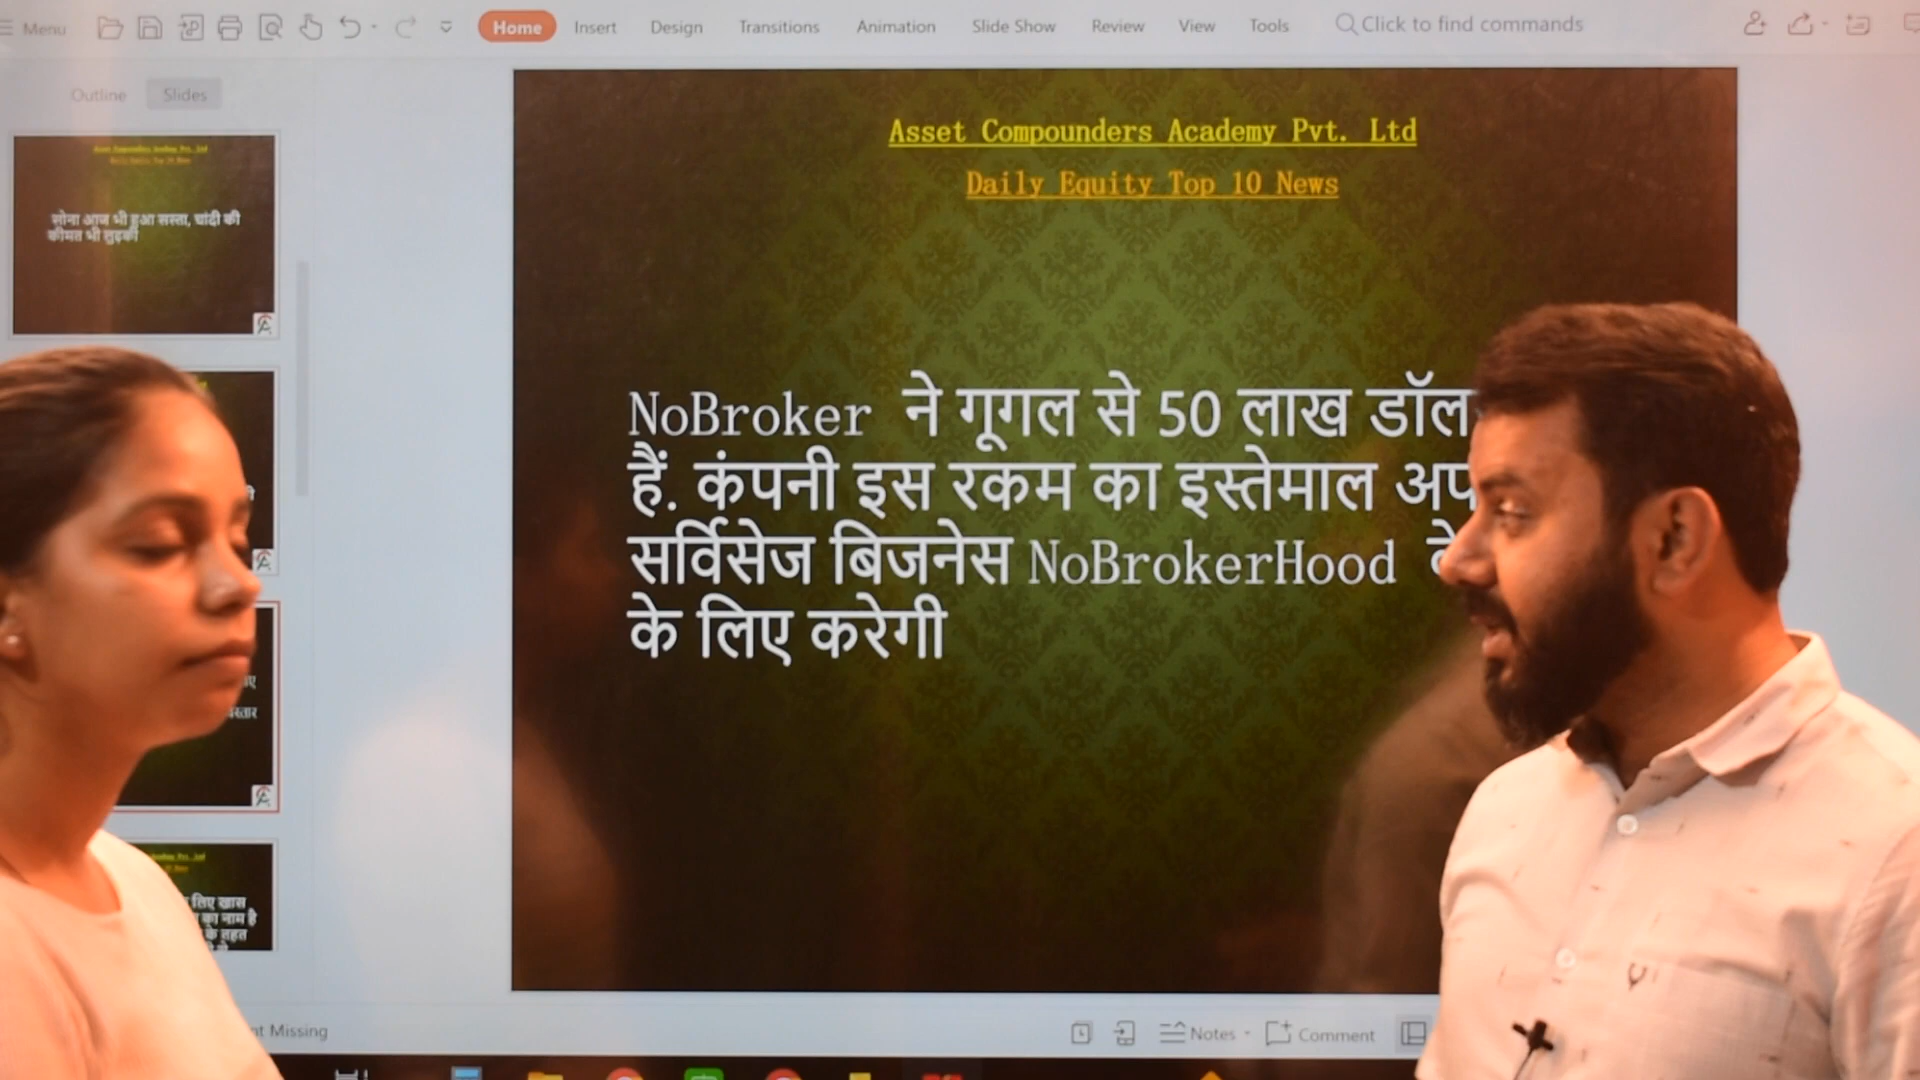 Menu
Home
Insert
Design
Transitions
Animation
Slide Show
Review
View
Tools
Click to find commands
Outline
Slides
सोना आज भी हुआ सस्ता, चांदी की
कीमत भी लुढ़की
Asset Compounders Academy Pvt. Ltd
Daily Equity Top 10 News
NoBroker ने गूगल से 50 लाख
हैं. कंपनी इस रकम का इस्तेमाल
सर्विसेज बिजनेस NoBrokerHood
के लिए करेगी
लिए खास
का नाम है
के तहत
Missing
Notes
Comment